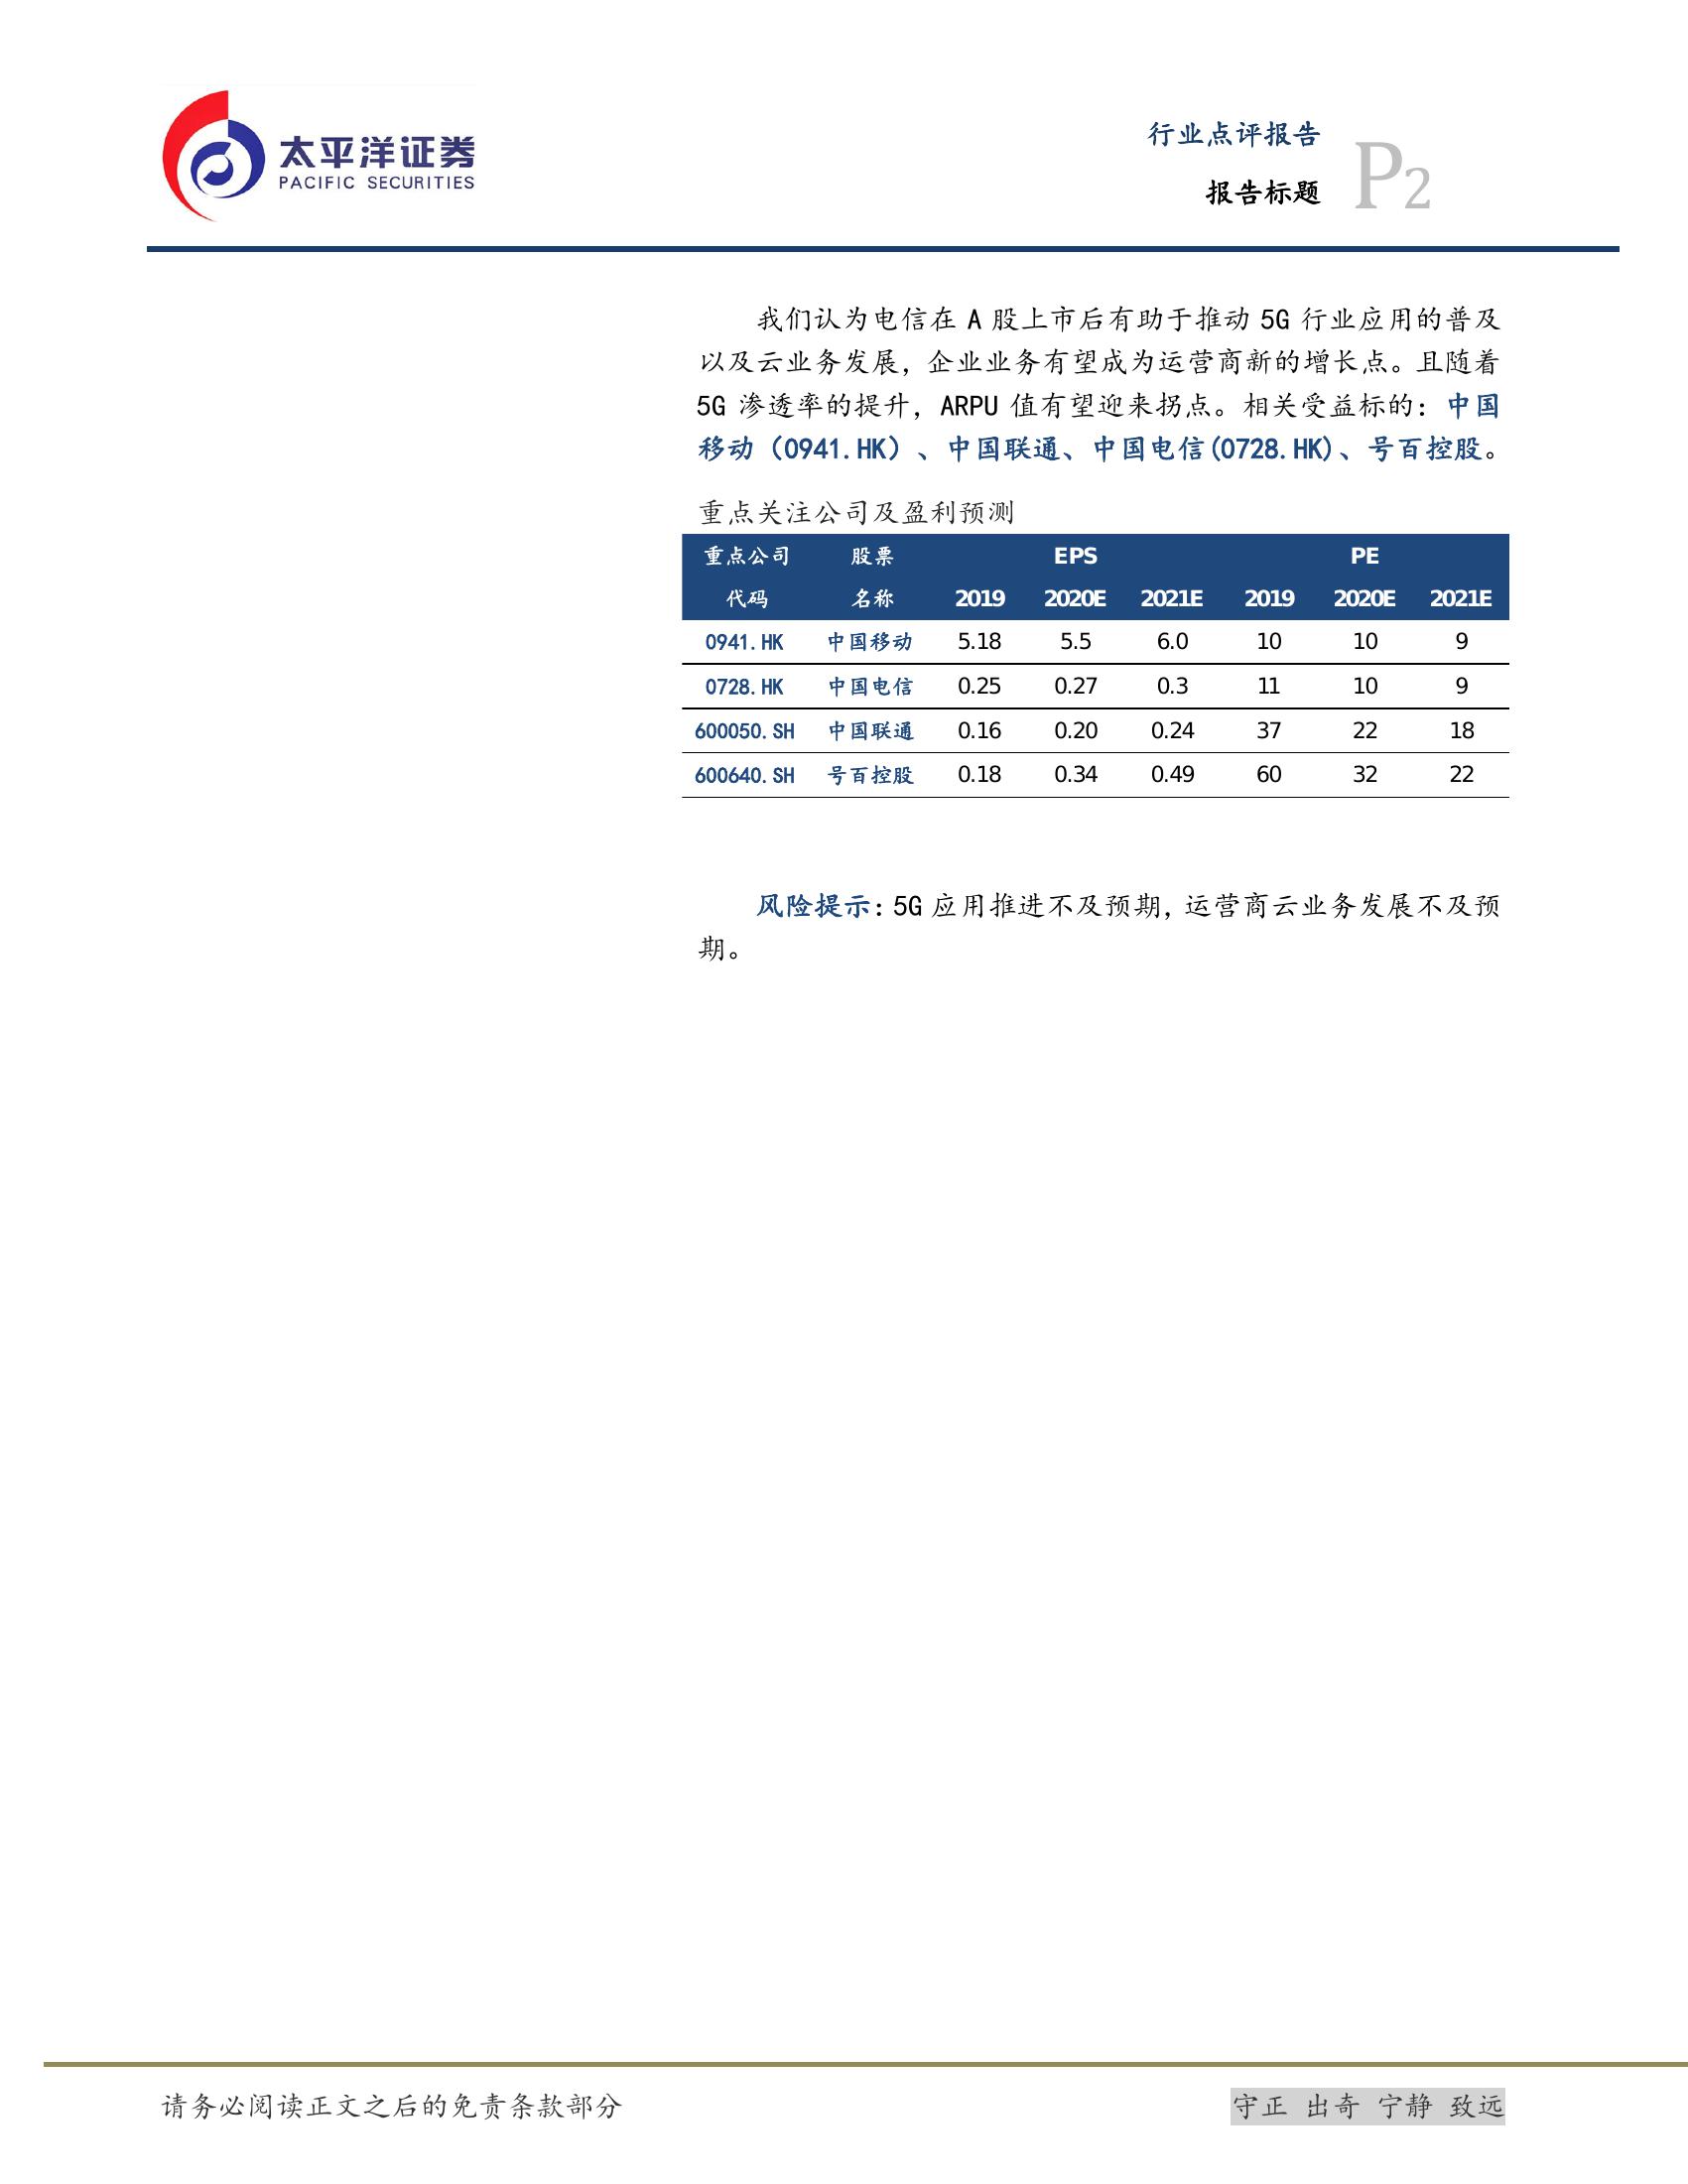 太平洋证券
PACIFIC SECURITIES
行业点评报告
报告标题
P2
我们认为电信在 A 股上市后有助于推动 5G 行业应用的普及
以及云业务发展，企业业务有望成为运营商新的增长点。且随着
5G 渗透率的提升，ARPU 值有望迎来拐点。相关受益标的：中国
移动（0941.HK）、中国联通、中国电信(0728.HK)、号百控股。
重点关注公司及盈利预测
重点公司 股票 EPS PE
代码 名称 2019 2020E 2021E 2019 2020E 2021E
0941.HK 中国移动 5.18 5.5 6.0 10 10 9
0728.HK 中国电信 0.25 0.27 0.3 11 10 9
600050.SH 中国联通 0.16 0.20 0.24 37 22 18
600640.SH 号百控股 0.18 0.34 0.49 60 32 22
风险提示：5G 应用推进不及预期，运营商云业务发展不及预
期。
请务必阅读正文之后的免责条款部分
守正 出奇 宁静 致远